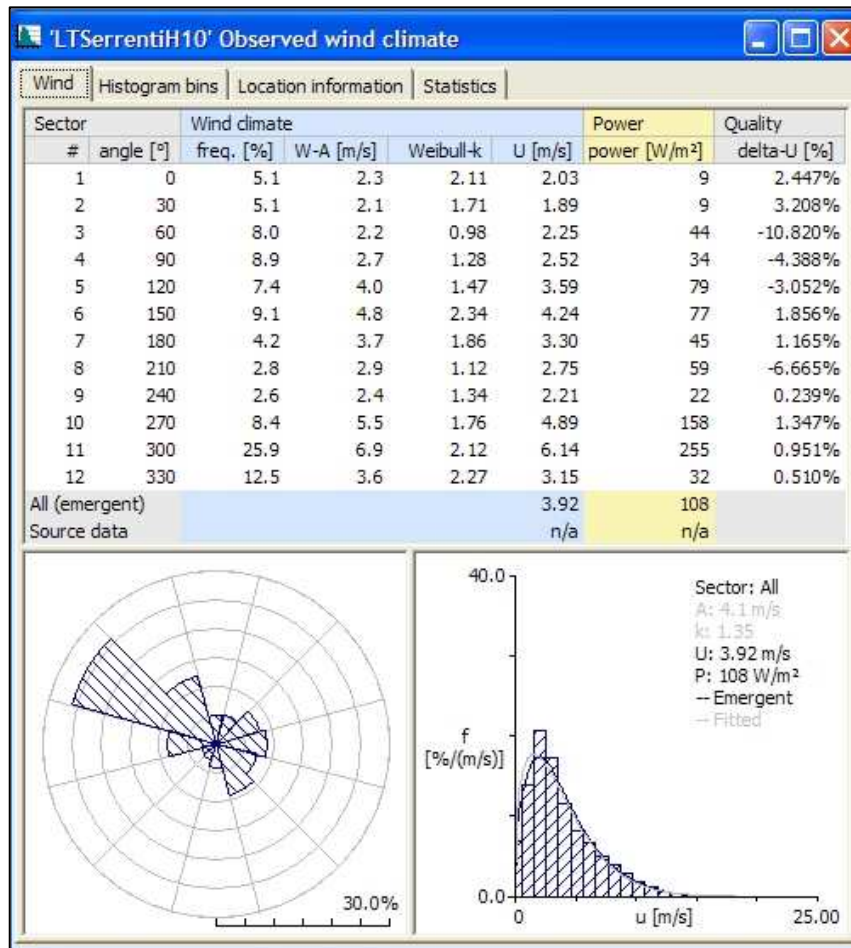 'LTSerrentiH10' Observed wind climate
Wind Histogram bins Location information Statistics
Sector Wind climate Power Quality
# angle [°] freq. [%] W-A [m/s] Weibull-k U [m/s] power [W/m²] delta-U [%]
1 0 5.1 2.3 2.11 2.03 9 2.447%
2 30 5.1 2.1 1.71 1.89 9 3.208%
3 60 8.0 2.2 0.98 2.25 44 -10.820%
4 90 8.9 2.7 1.28 2.52 34 -4.388%
5 120 7.4 4.0 1.47 3.59 79 -3.052%
6 150 9.1 4.8 2.34 4.24 77 1.856%
7 180 4.2 3.7 1.86 3.30 45 1.165%
8 210 2.8 2.9 1.12 2.75 59 -6.665%
9 240 2.6 2.4 1.34 2.21 22 0.239%
10 270 8.4 5.5 1.76 4.89 158 1.347%
11 300 25.9 6.9 2.12 6.14 255 0.951%
12 330 12.5 3.6 2.27 3.15 32 0.510%
All (emergent) 3.92 108
Source data n/a n/a
30.0%
40.0
Sector: All
A: 4.1 m/s
k: 1.35
U: 3.92 m/s
P: 108 W/m²
-- Emergent
-- Fitted
f
[%/(m/s)]
0.0
0 u [m/s] 25.00